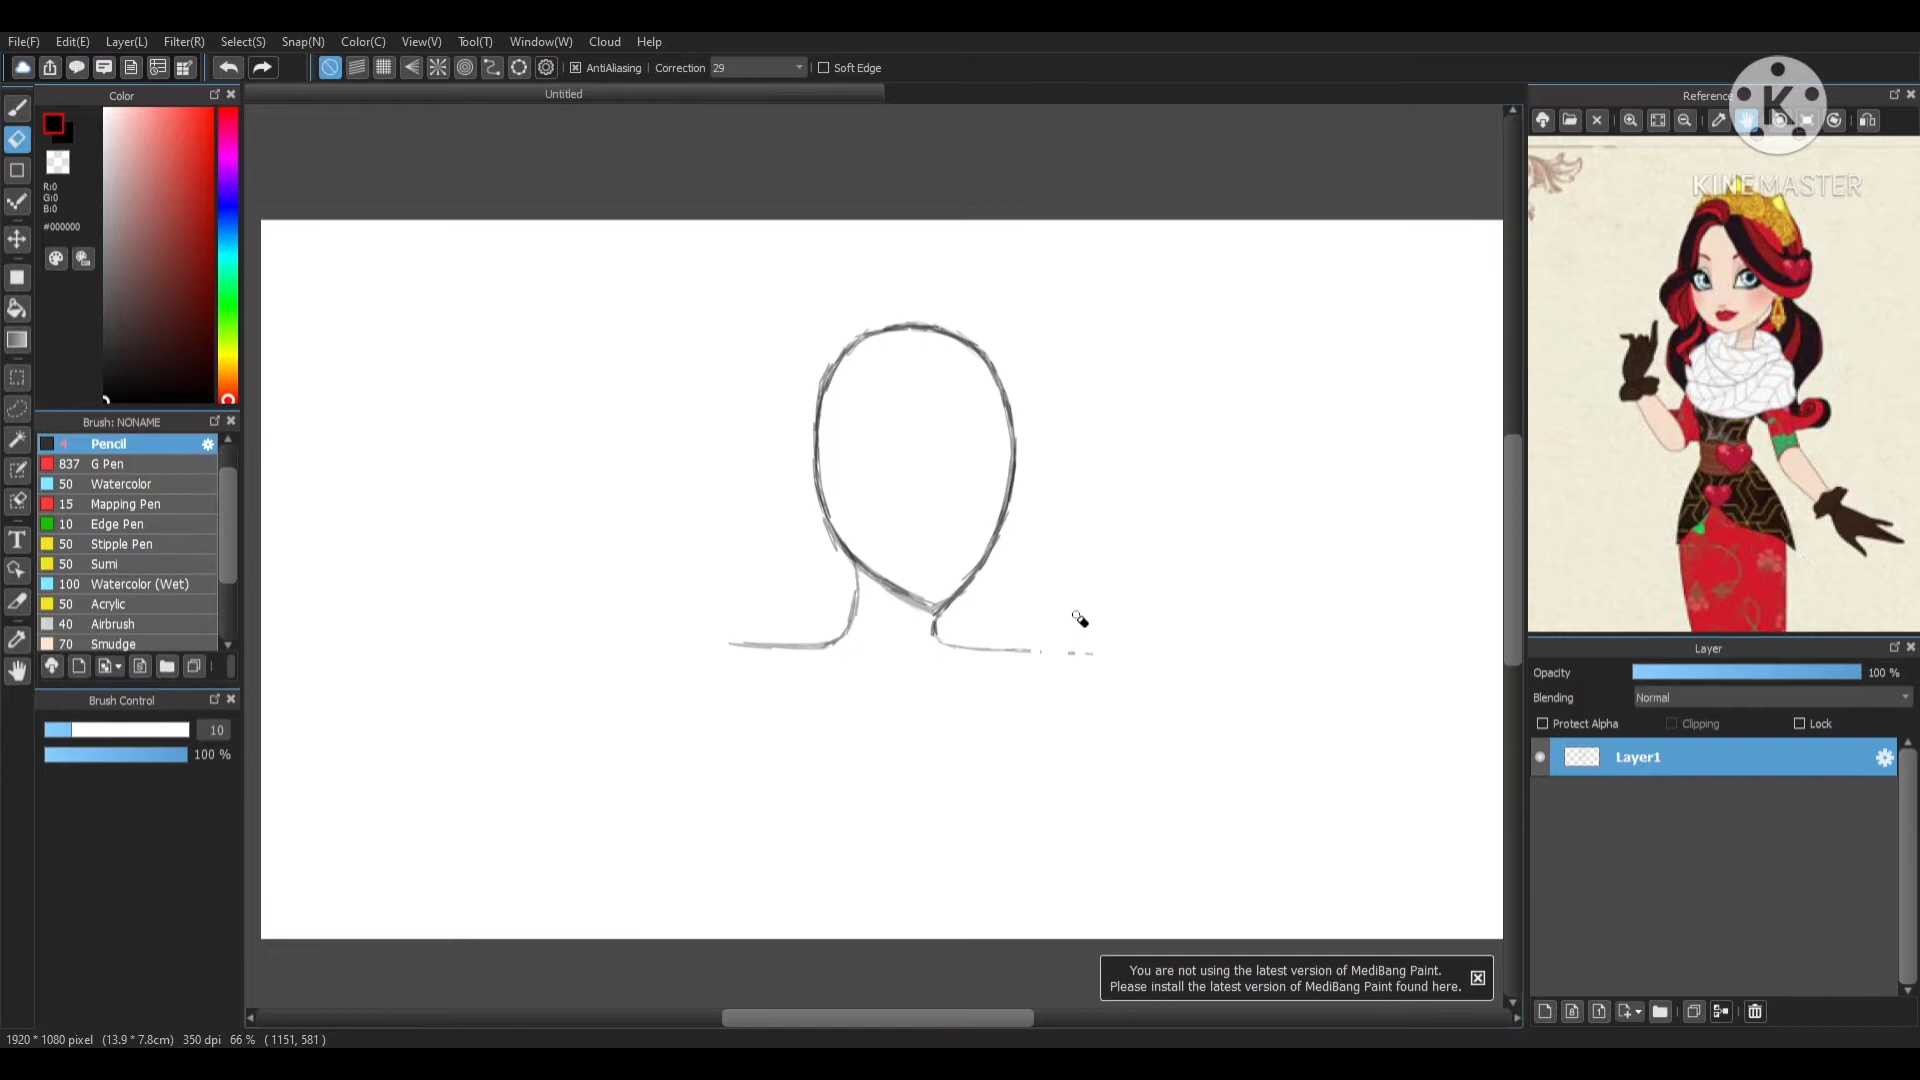 File(F) Edit(E) Layer(L) Filter(R) Select(S) Snap(N) Color(C) View(V) Tool(T) Window(W) Cloud Help
AntiAliasing Correction 29 Soft Edge
Color
Untitled
Reference
K
KINEMASTER
R:0
G:0
B:0
#000000
Brush: NONAME
4 Pencil
837 G Pen
50 Watercolor
15 Mapping Pen
10 Edge Pen
50 Stipple Pen
50 Sumi
100 Watercolor (Wet)
50 Acrylic
40 Airbrush
70 Smudge
Brush Control
10
100 %
Layer
Opacity 100 %
Blending Normal
Protect Alpha Clipping Lock
Layer1
You are not using the latest version of MediBang Paint.
Please install the latest version of MediBang Paint found here.
1920 * 1080 pixel (13.9 * 7.8cm) 350 dpi 66 % ( 1151, 581 )